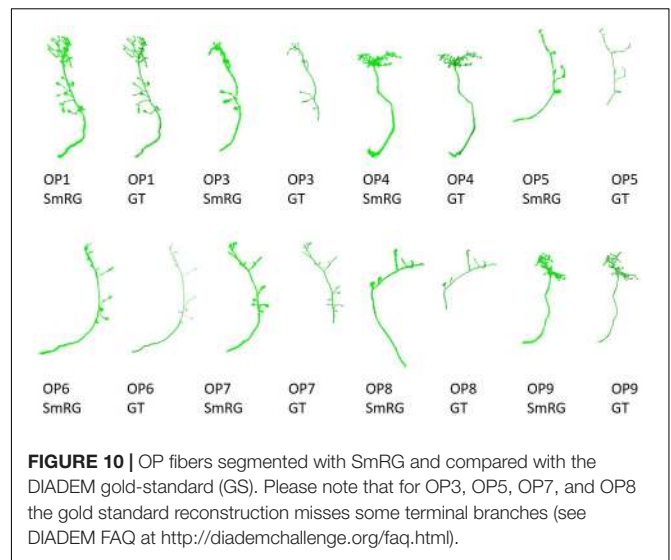 OP1 OP1 OP3 OP3 OP4 OP4 OP5 OP5
SmRG GT SmRG GT SmRG GT SmRG GT
OP6 OP6 OP7 OP7 OP8 OP8 OP9 OP9
SmRG GT SmRG GT SmRG GT SmRG GT
FIGURE 10 | OP fibers segmented with SmRG and compared with the
DIADEM gold-standard (GS). Please note that for OP3, OP5, OP7, and OP8
the gold standard reconstruction misses some terminal branches (see
DIADEM FAQ at http://diademchallenge.org/faq.html).